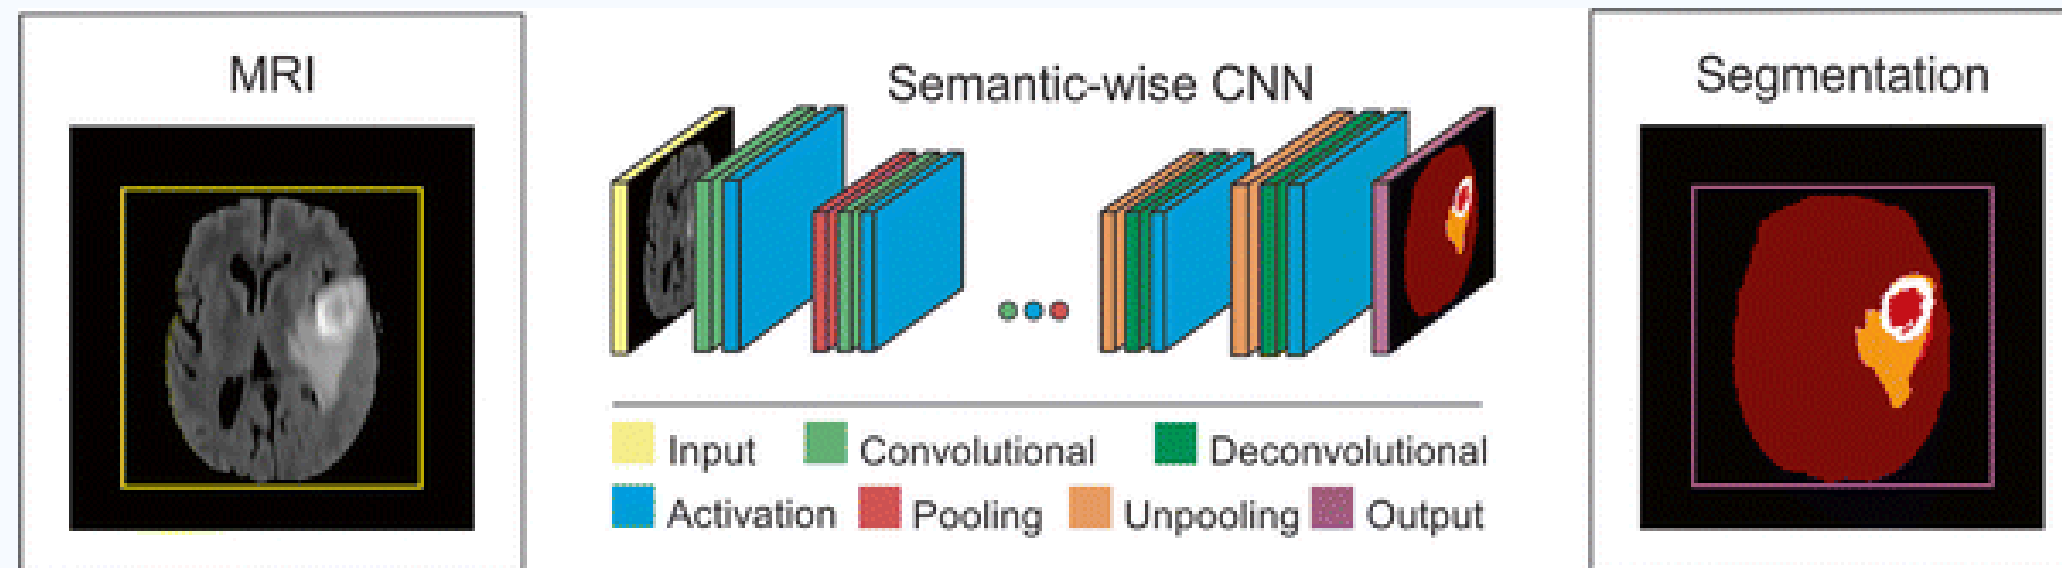 MRI
Semantic-wise CNN
Segmentation
Input Convolutional Deconvolutional
Activation Pooling Unpooling Output